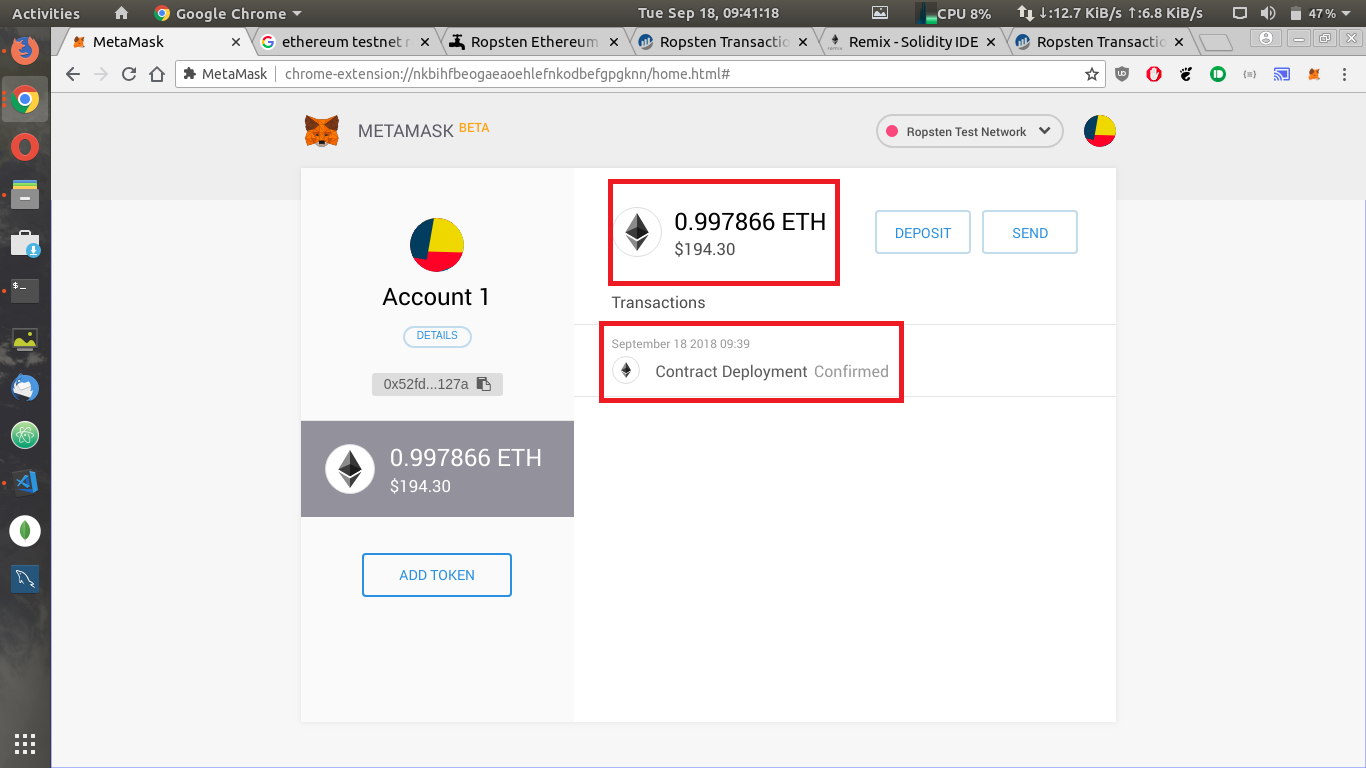 Activities
Google Chrome
Tue Sep 18, 09:41:18
CPU 8%
↓:12.7 KiB/s ↑:6.8 KiB/s
47%
MetaMask
ethereum testnet r
Ropsten Ethereum
Ropsten Transactio
Remix - Solidity IDE
Ropsten Transactio
MetaMask
chrome-extension://nkbihfbeogaeaoehlefnkodbefgpgknn/home.html#
METAMASK BETA
Ropsten Test Network
Account 1
DETAILS
0x52fd...127a
0.997866 ETH
$194.30
ADD TOKEN
0.997866 ETH
$194.30
DEPOSIT
SEND
Transactions
September 18 2018 09:39
Contract Deployment Confirmed